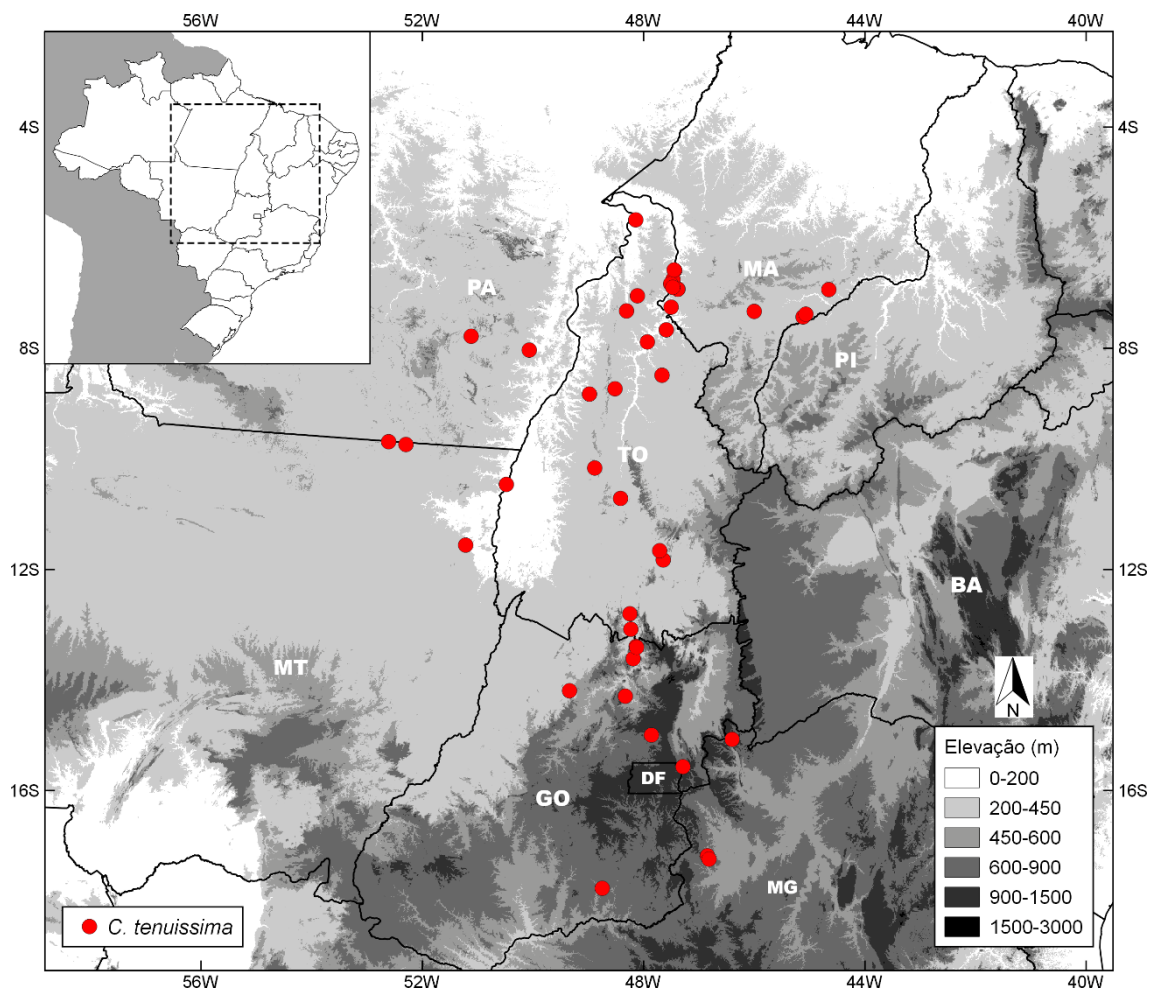 56W 52W 48W 44W 40W
4S 4S
MA
PA
8S PI 8S
TO
12S BA 12S
MT
N
Elevação (m)
0-200
200-450
450-600
600-900
900-1500
1500-3000
DF
16S GO 16S
MG
C. tenuissima
56W 52W 48W 44W 40W